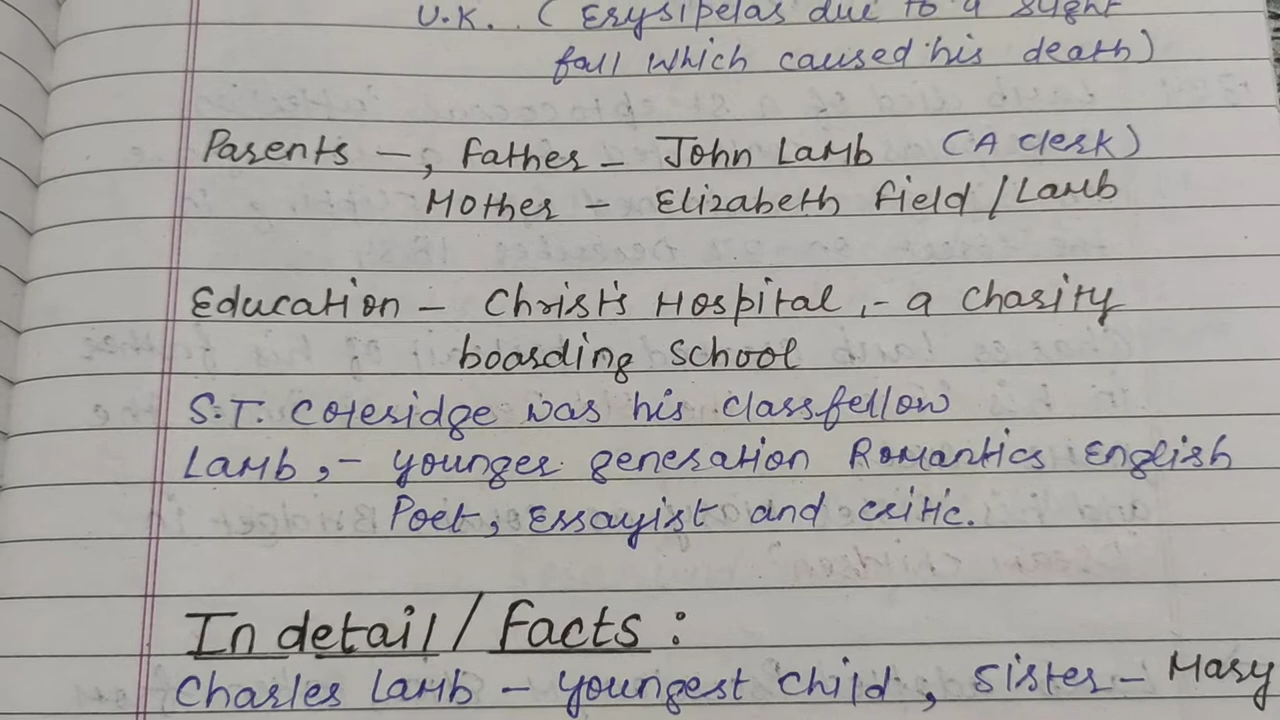 U.K. (Erysipelas due to a slight
fall which caused his death)
Parents -, Father - John Lamb (A clerk)
Mother - Elizabeth Field / Lamb
Education - Christ's Hospital,- a charity
boarding school
S.T. Coleridge was his classfellow
Lamb,- younger generation Romantics English
Poet, Essayist and critic.
In detail / Facts :
Charles Lamb - youngest child, Sister - Mary